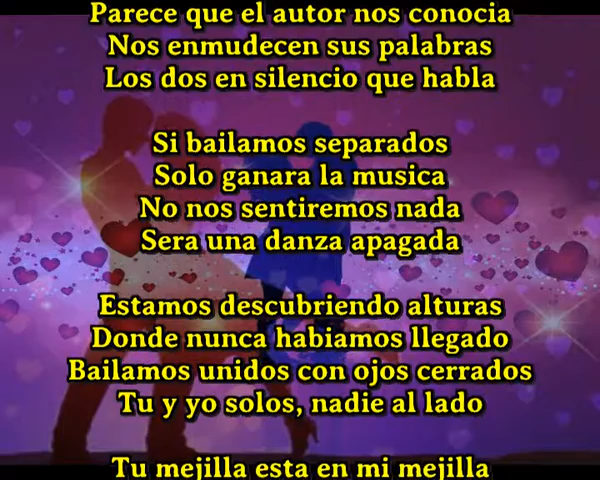 Parece que el autor nos conocia
Nos enmudecen sus palabras
Los dos en silencio que habla
Si bailamos separados
Solo ganara la musica
No nos sentiremos nada
Sera una danza apagada
Estamos descubriendo alturas
Donde nunca habiamos llegado
Bailamos unidos con ojos cerrados
Tu y yo solos, nadie al lado
Tu mejilla esta en mi mejilla